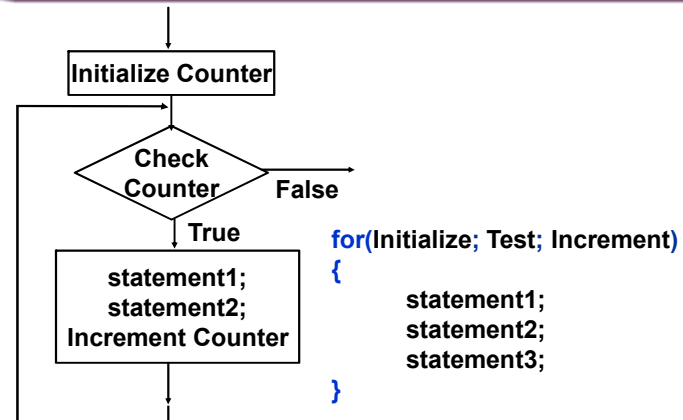 Initialize Counter
Check
Counter
False
True
statement1;
statement2;
Increment Counter
for(Initialize; Test; Increment)
{
statement1;
statement2;
statement3;
}